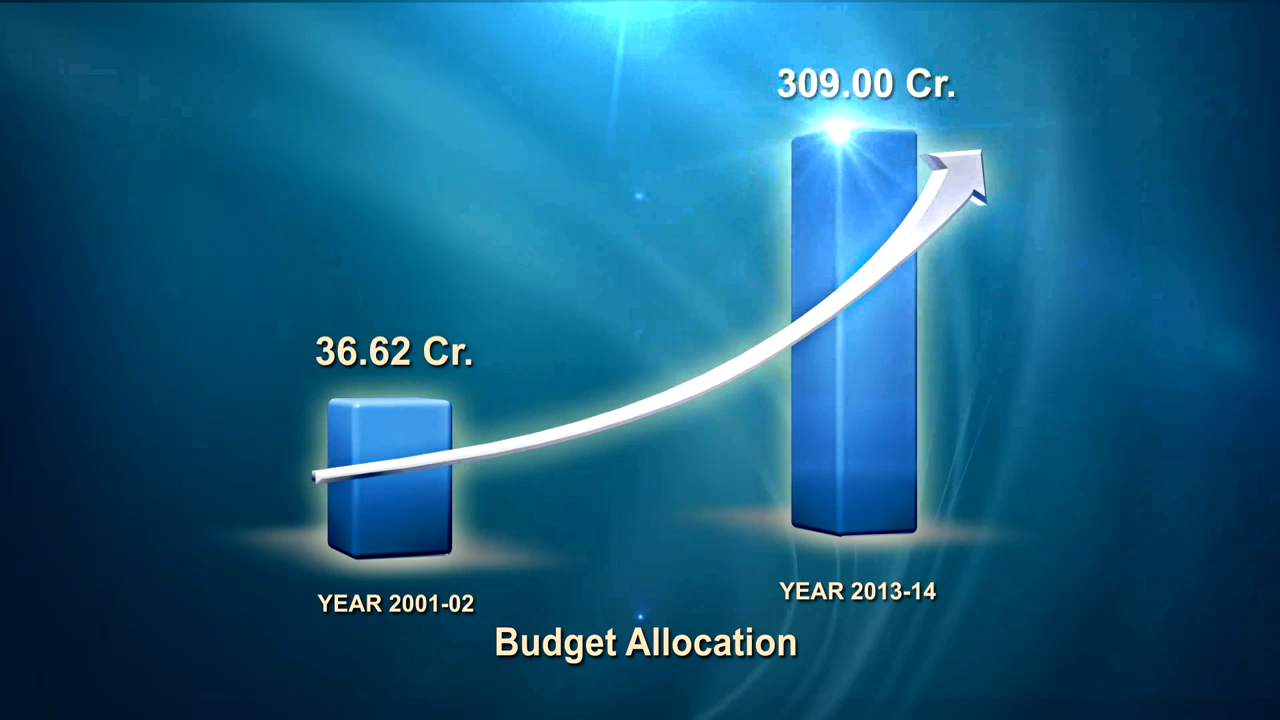 309.00 Cr.
36.62 Cr.
YEAR 2001-02
YEAR 2013-14
Budget Allocation